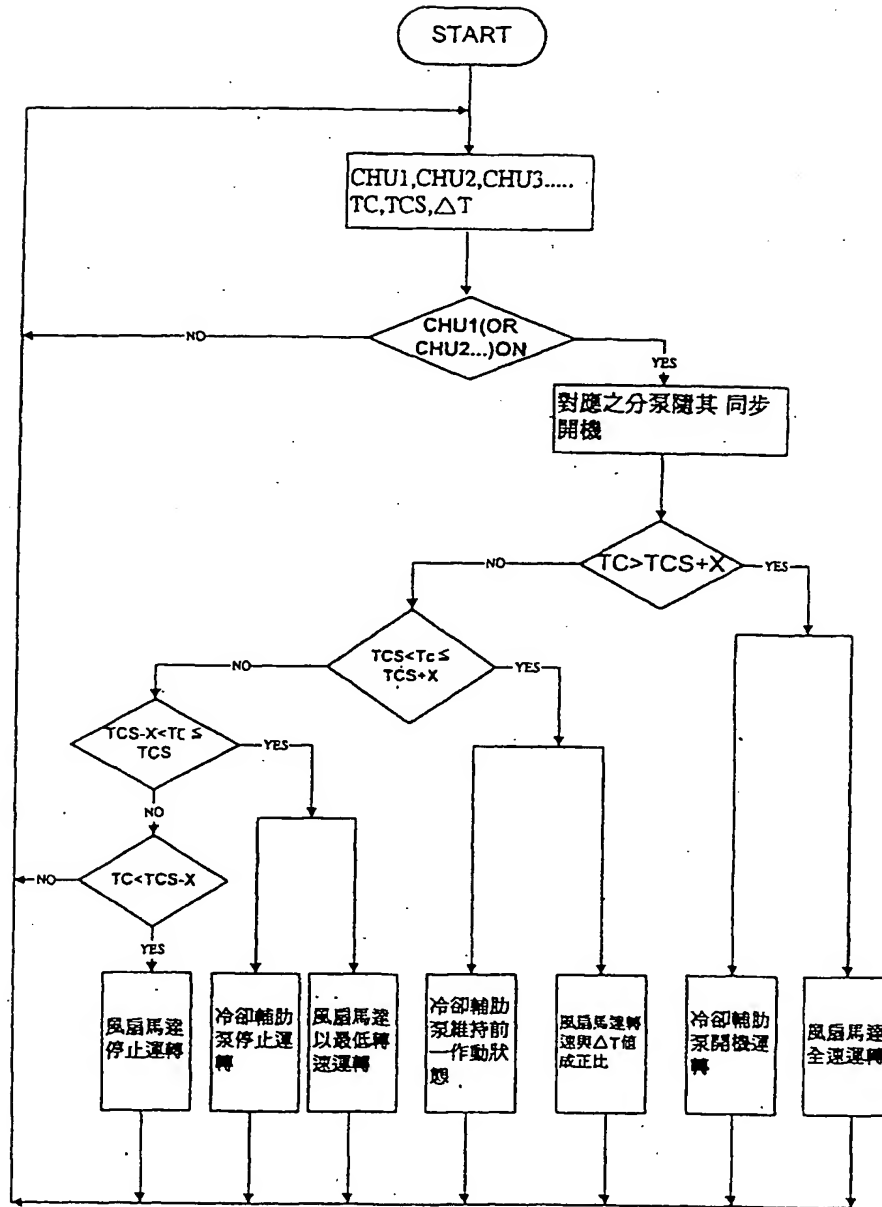 START
CHU1,CHU2,CHU3.....
TC,TCS,△T
CHU1(OR
CHU2...)ON
NO
YES
對應之分泵隨其 同步
開機
TC>TCS+X
NO
YES
TCS<Tc≤
TCS+X
NO
YES
TCS-X<Tc≤
TCS
YES
NO
TC<TCS-X
NO
YES
風扇馬達
停止運轉
冷卻輔助
泵停止運
轉
風扇馬達
以最低轉
速運轉
冷卻輔助
泵維持前
一作動狀
態
風扇馬達轉
速與△T值
成正比
冷卻輔助
泵開機運
轉
風扇馬達
全速運轉